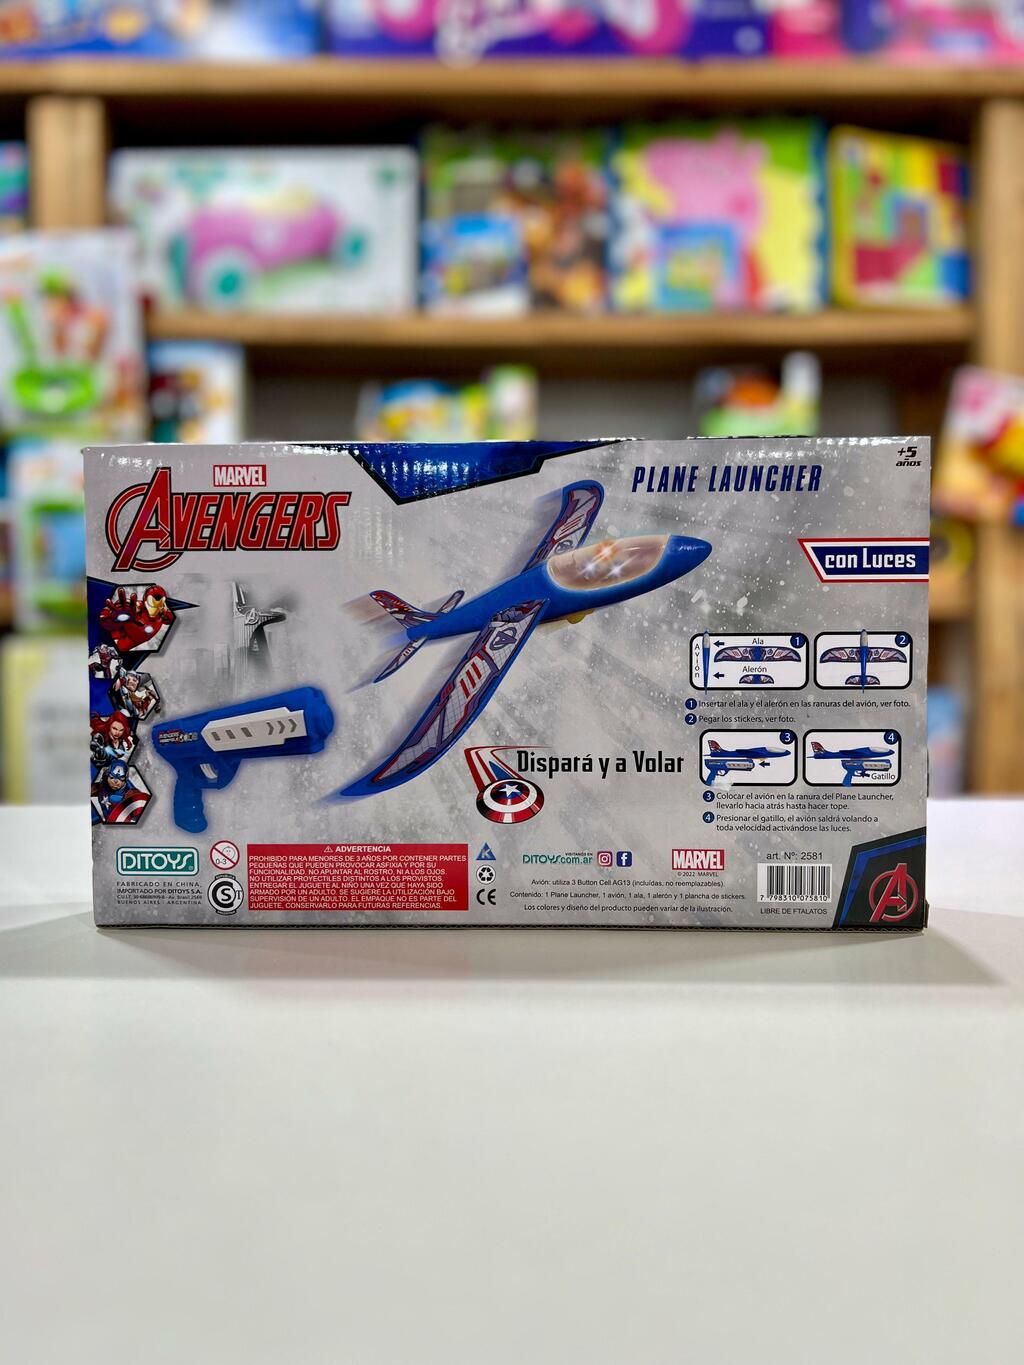 MARVEL
AVENGERS
PLANE LAUNCHER
+5
años
con Luces
Ala
1
2
Avión
Alerón
1 Insertar el ala y el alerón en las ranuras del avión, ver foto.
2 Pegar los stickers, ver foto.
3
4
Gatillo
3 Colocar el avión en la ranura del Plane Launcher,
llevarlo hacia atrás hasta hacer tope.
4 Presionar el gatillo, el avión saldrá volando a
toda velocidad activándose las luces.
Dispará y a Volar
DITOYS
FABRICADO EN CHINA,
IMPORTADO POR DITOYS S.A.
BUENOS AIRES - ARGENTINA
0-3
S
ADVERTENCIA
PROHIBIDO PARA MENORES DE 3 AÑOS POR CONTENER PARTES
PEQUEÑAS QUE PUEDEN PROVOCAR ASFIXIA Y POR SU
FUNCIONALIDAD. NO APUNTAR AL ROSTRO, NI A LOS OJOS.
NO UTILIZAR PROYECTILES DISTINTOS A LOS PROVISTOS.
ENTREGAR EL JUGUETE AL NIÑO UNA VEZ QUE HAYA SIDO
ARMADO POR UN ADULTO. SE SUGIERE LA UTILIZACIÓN BAJO
SUPERVISIÓN DE UN ADULTO. EL EMPAQUE NO ES PARTE DEL
JUGUETE. CONSERVARLO PARA FUTURAS REFERENCIAS.
CE
VISITANOS EN
DITOYS.com.ar
MARVEL
© 2022 MARVEL
Avión: utiliza 3 Button Cell AG13 (incluidas, no reemplazables).
Contenido: 1 Plane Launcher, 1 avión, 1 ala, 1 alerón y 1 plancha de stickers.
Los colores y diseño del producto pueden variar de la ilustración.
art. Nº: 2581
7 798310 075810
LIBRE DE FTALATOS